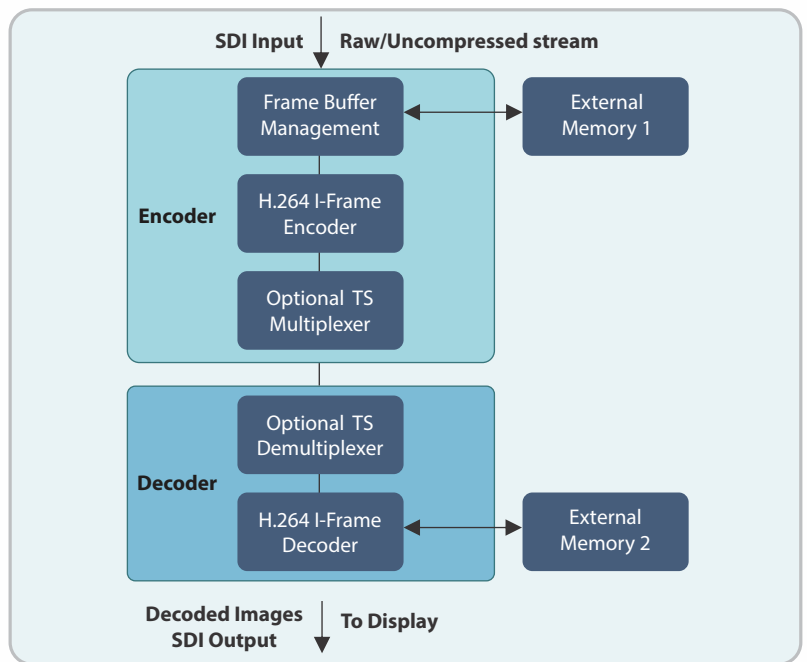 SDI Input
Raw/Uncompressed stream
Frame Buffer
Management
External
Memory 1
Encoder
H.264 I-Frame
Encoder
Optional TS
Multiplexer
Optional TS
Demultiplexer
Decoder
H.264 I-Frame
Decoder
External
Memory 2
Decoded Images
SDI Output
To Display